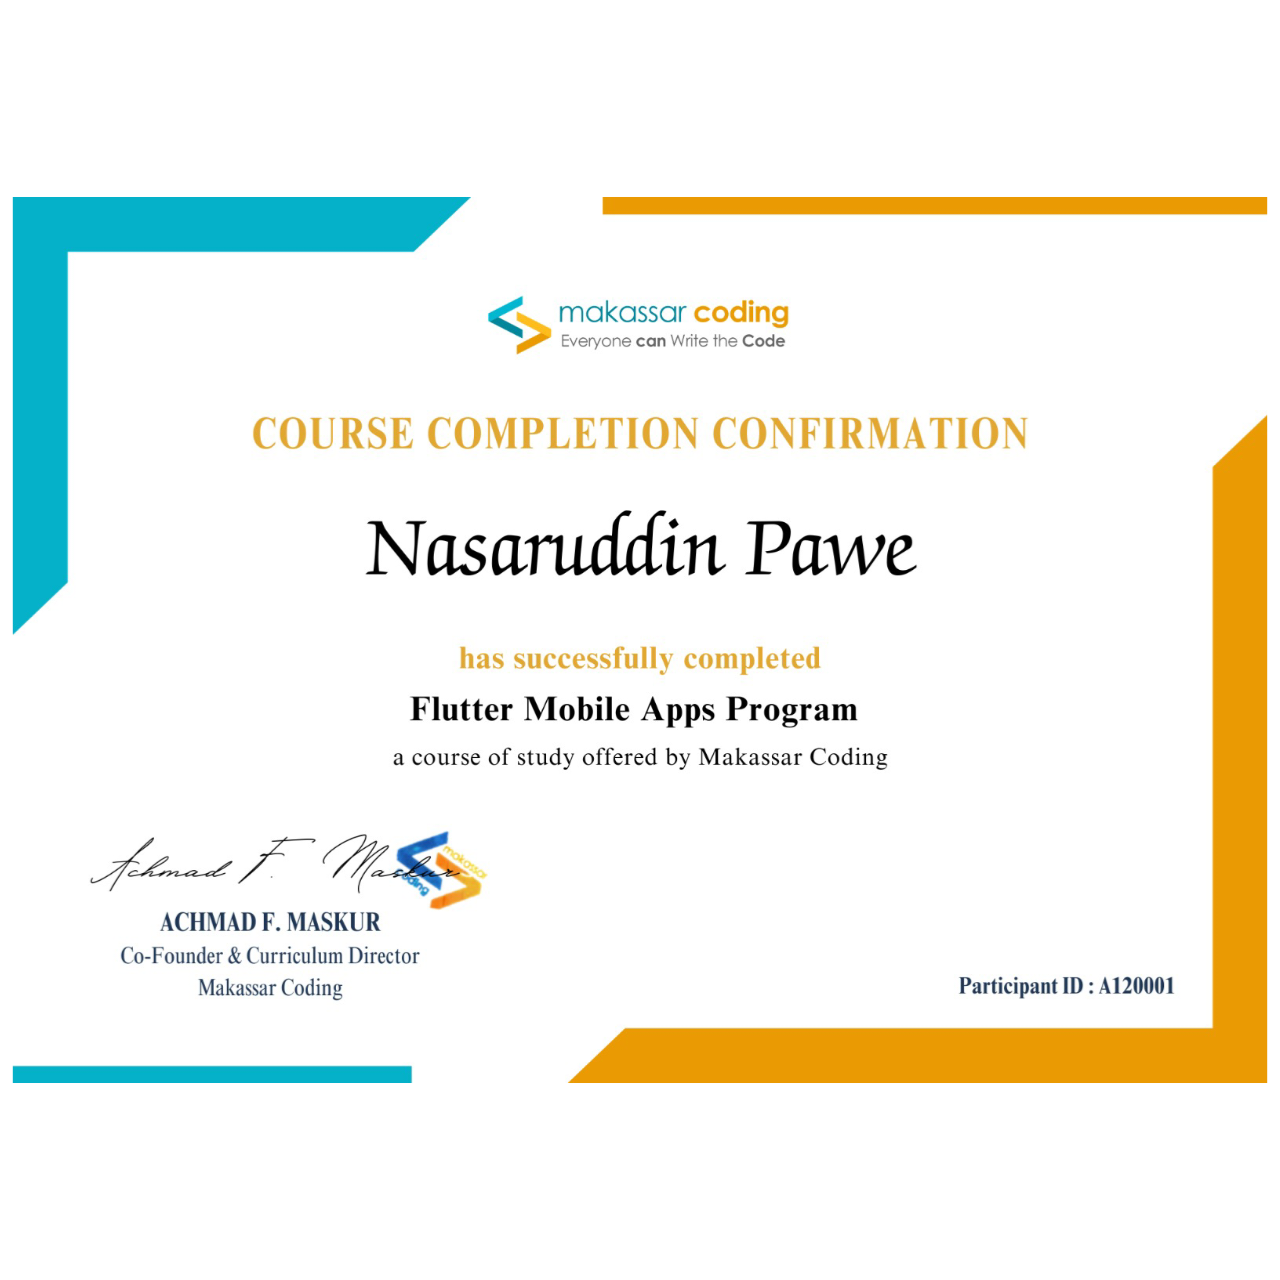 makassar coding
Everyone can Write the Code
COURSE COMPLETION CONFIRMATION
Nasaruddin Pawe
has successfully completed
Flutter Mobile Apps Program
a course of study offered by Makassar Coding
Achmad F. Maskur
makassar
coding
ACHMAD F. MASKUR
Co-Founder & Curriculum Director
Makassar Coding
Participant ID : A120001